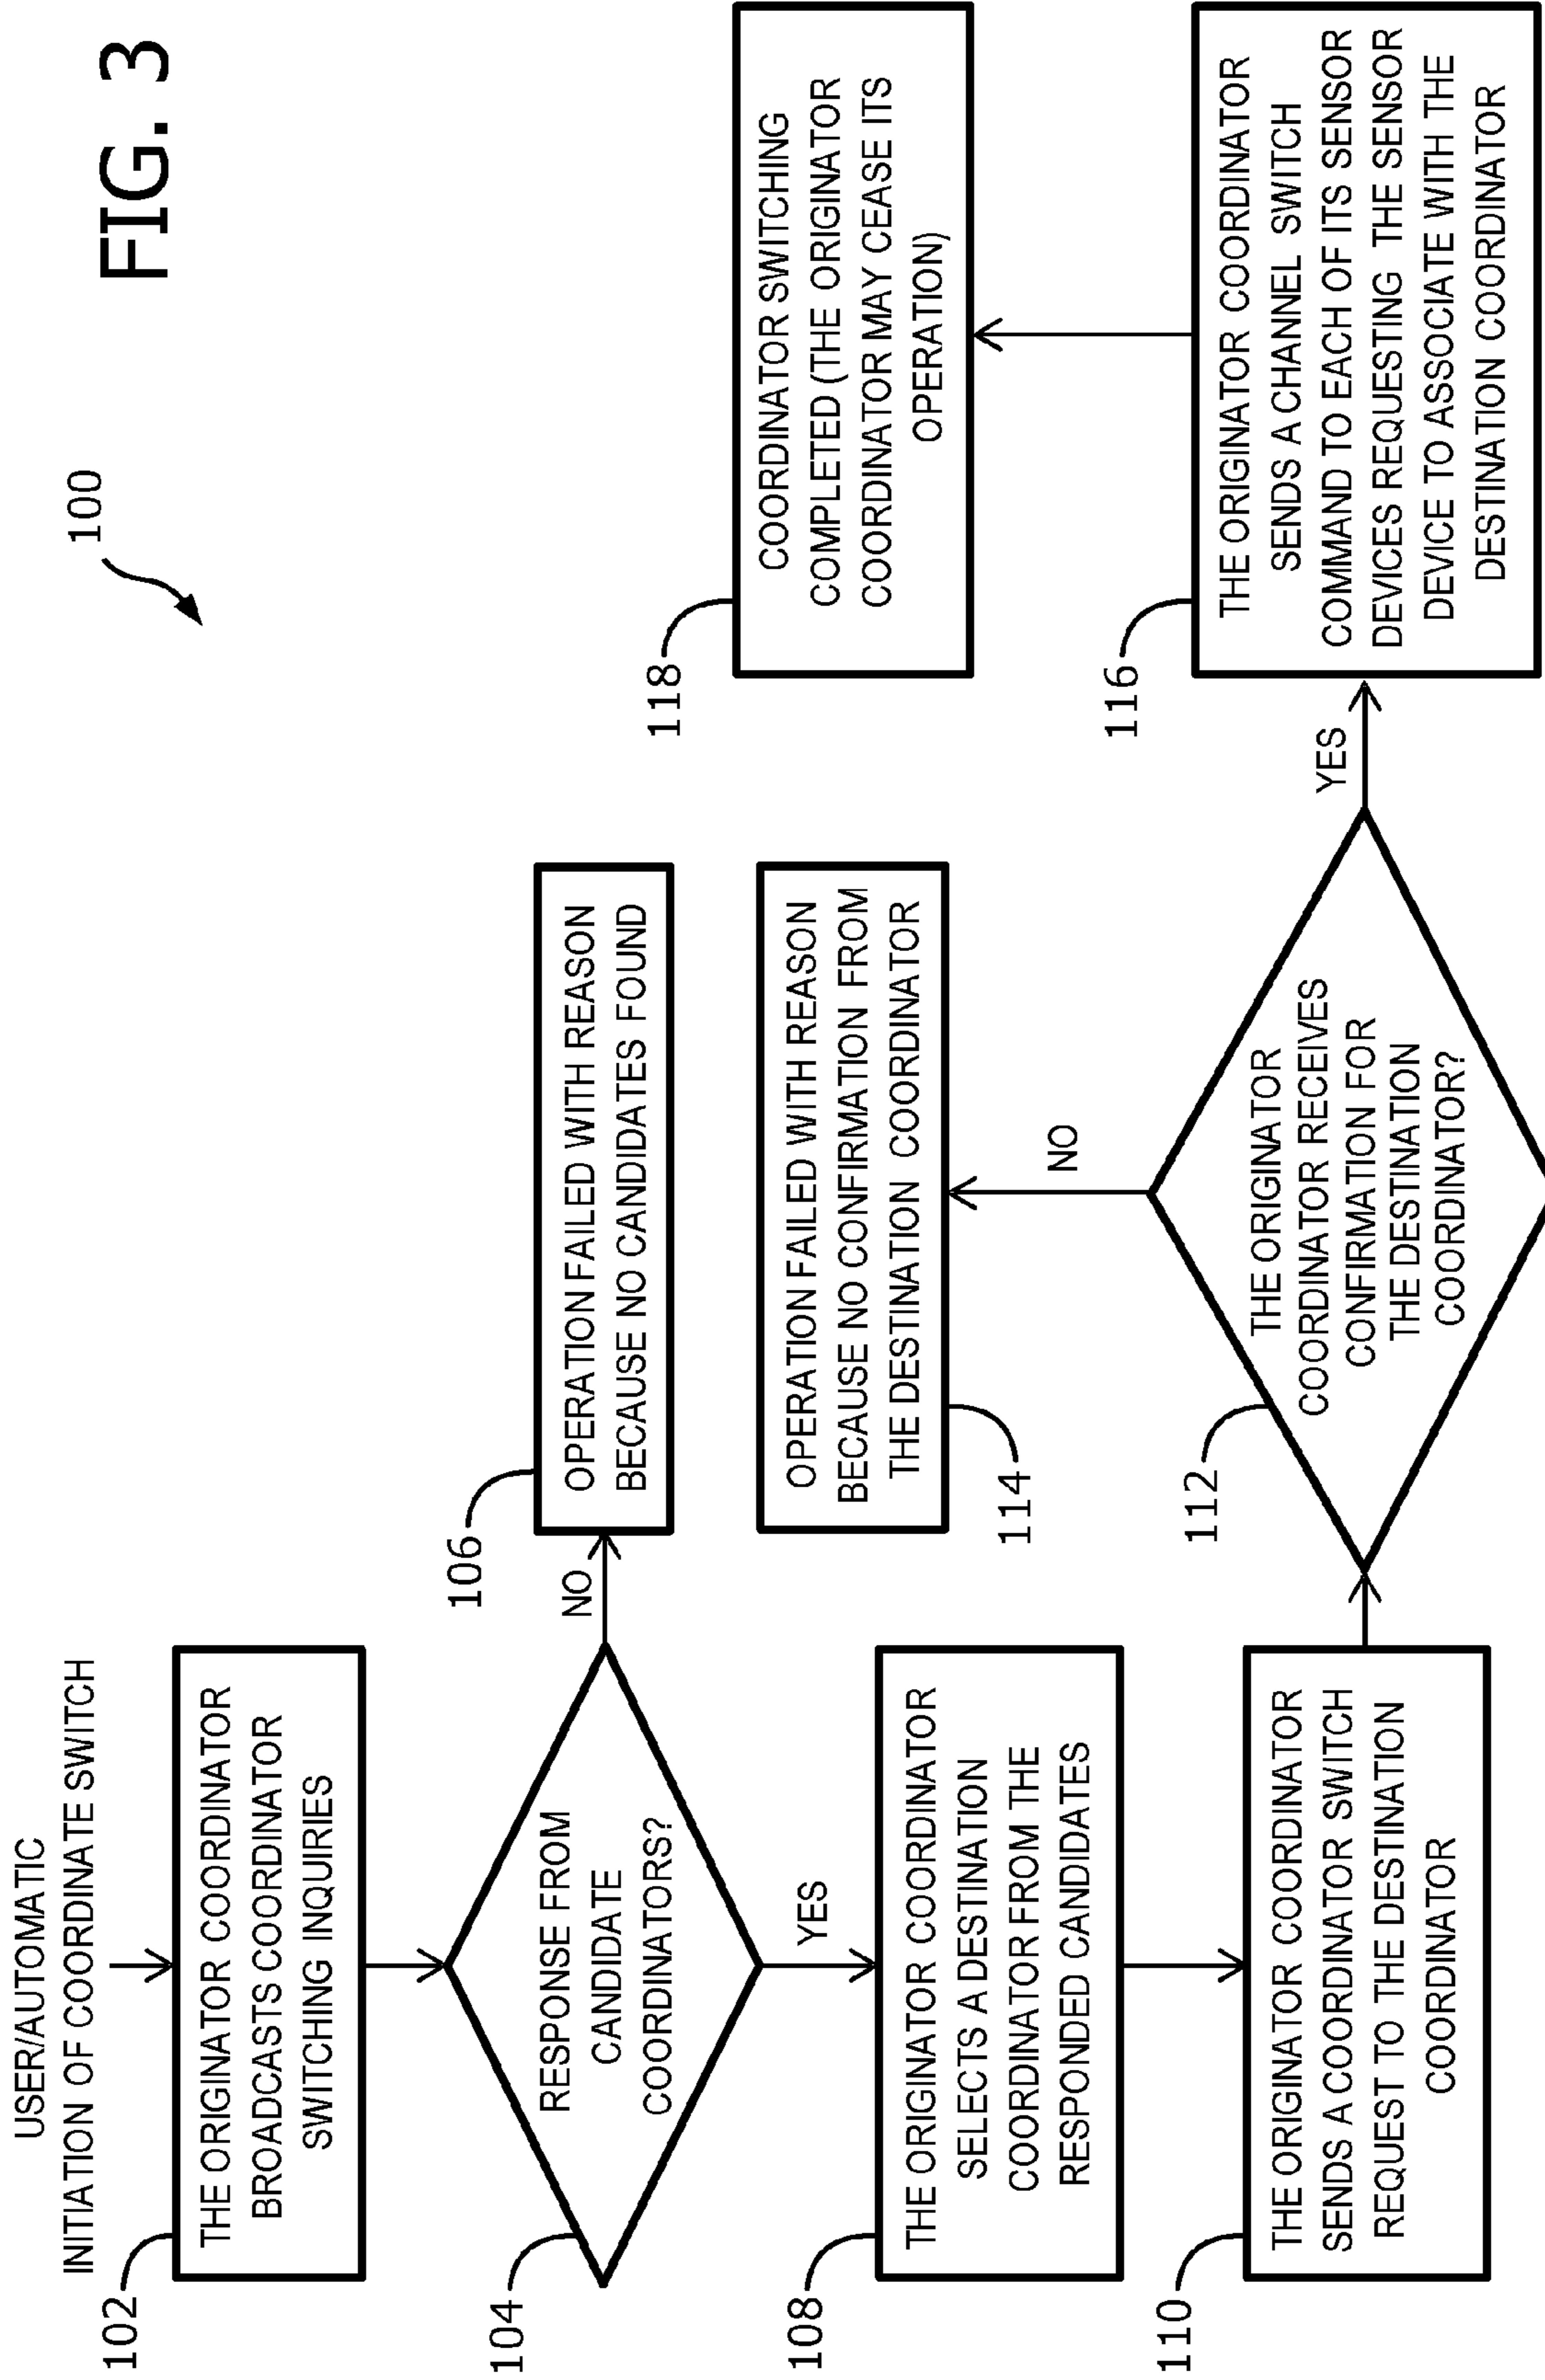 FIG. 3
100
USER/AUTOMATIC
INITIATION OF COORDINATE SWITCH
102
THE ORIGINATOR COORDINATOR
BROADCASTS COORDINATOR
SWITCHING INQUIRIES
104
RESPONSE FROM
CANDIDATE
COORDINATORS?
NO
106
OPERATION FAILED WITH REASON
BECAUSE NO CANDIDATES FOUND
YES
108
THE ORIGINATOR COORDINATOR
SELECTS A DESTINATION
COORDINATOR FROM THE
RESPONDED CANDIDATES
110
THE ORIGINATOR COORDINATOR
SENDS A COORDINATOR SWITCH
REQUEST TO THE DESTINATION
COORDINATOR
112
THE ORIGINATOR
COORDINATOR RECEIVES
CONFIRMATION FOR
THE DESTINATION
COORDINATOR?
NO
114
OPERATION FAILED WITH REASON
BECAUSE NO CONFIRMATION FROM
THE DESTINATION COORDINATOR
YES
116
THE ORIGINATOR COORDINATOR
SENDS A CHANNEL SWITCH
COMMAND TO EACH OF ITS SENSOR
DEVICES REQUESTING THE SENSOR
DEVICE TO ASSOCIATE WITH THE
DESTINATION COORDINATOR
118
COORDINATOR SWITCHING
COMPLETED (THE ORIGINATOR
COORDINATOR MAY CEASE ITS
OPERATION)